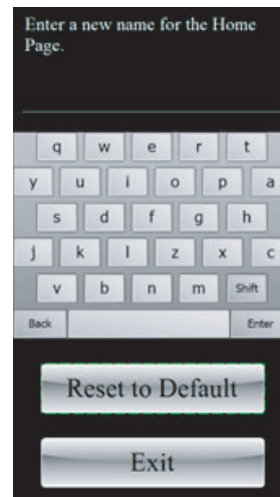 Enter a new name for the Home
Page.
q w e r t
y u i o p a
s d f g h
j k l z x c
v b n m Shift
Back Enter
Reset to Default
Exit